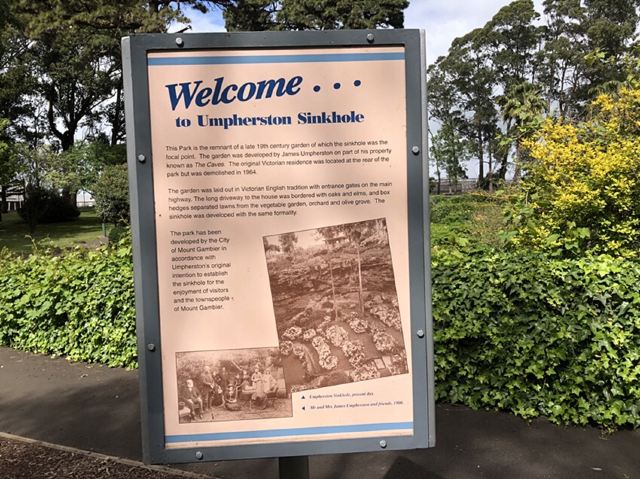 Welcome . . .
to Umpherston Sinkhole
This Park is the remnant of a late 19th century garden of which the sinkhole was the
focal point. The garden was developed by James Umpherston on part of his property
known as The Caves. The original Victorian residence was located at the rear of the
park but was demolished in 1964.
The garden was laid out in Victorian English tradition with entrance gates on the main
highway. The long driveway to the house was bordered with oaks and elms, and box
hedges separated lawns from the vegetable garden, orchard and olive grove. The
sinkhole was developed with the same formality.
The park has been
developed by the City
of Mount Gambier in
accordance with
Umpherston's original
intention to establish
the sinkhole for the
enjoyment of visitors
and the townspeople
of Mount Gambier.
Umpherston Sinkhole, present day.
Mr and Mrs. James Umpherston and friends, 1900.